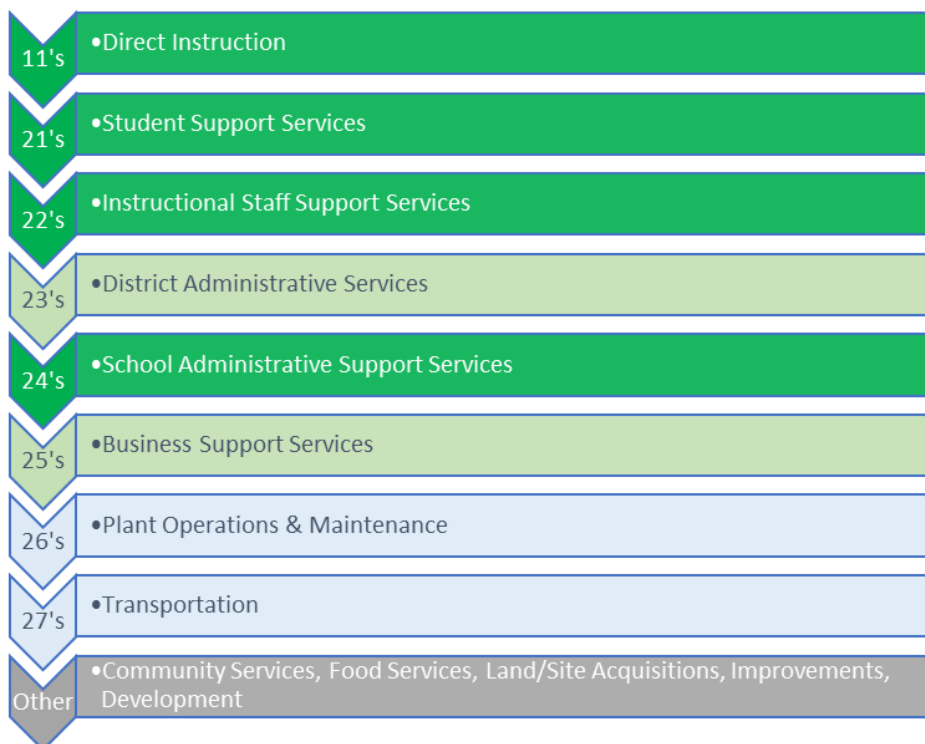 11's
•Direct Instruction
21's
•Student Support Services
22's
•Instructional Staff Support Services
23's
•District Administrative Services
24's
•School Administrative Support Services
25's
•Business Support Services
26's
•Plant Operations & Maintenance
27's
•Transportation
Other
•Community Services, Food Services, Land/Site Acquisitions, Improvements,
Development